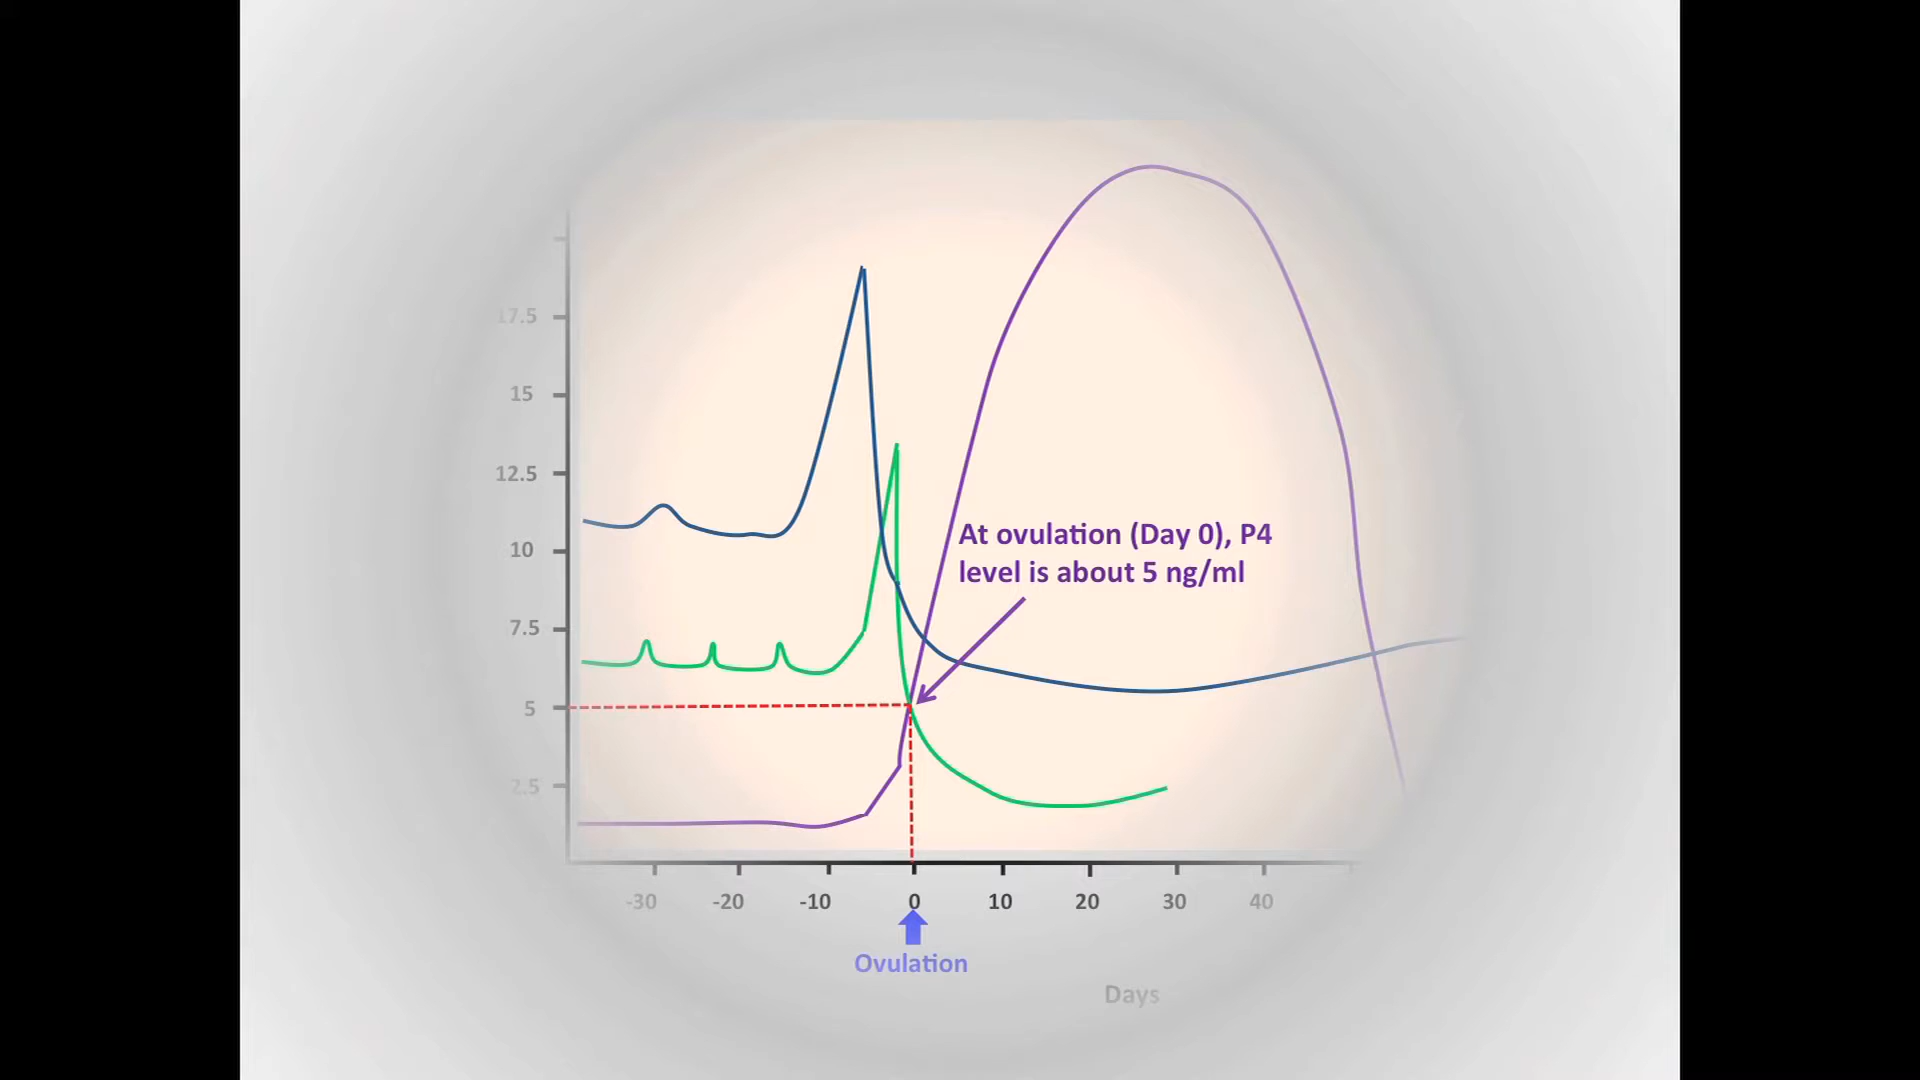 17.5
15
12.5
10
7.5
5
2.5
At ovulation (Day 0), P4
level is about 5 ng/ml
-30 -20 -10 0 10 20 30 40
Ovulation
Days